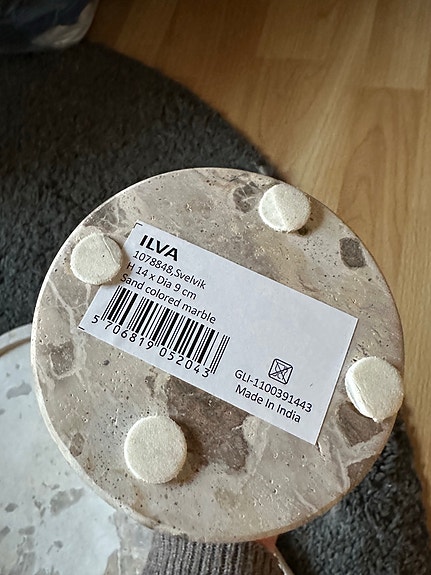 ILVA
1078848,Svelvik
H 14 x Dia 9 cm
Sand colored marble
5 706819 052043
GLI-1100391443
Made In India